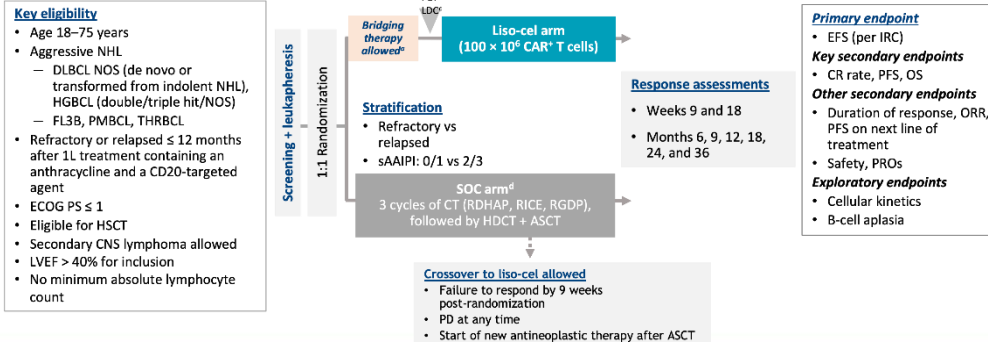 Key eligibility
• Age 18–75 years
• Aggressive NHL
– DLBCL NOS (de novo or
transformed from indolent NHL),
HGBCL (double/triple hit/NOS)
– FL3B, PMBCL, THRBCL
• Refractory or relapsed ≤ 12 months
after 1L treatment containing an
anthracycline and a CD20-targeted
agent
• ECOG PS ≤ 1
• Eligible for HSCT
• Secondary CNS lymphoma allowed
• LVEF > 40% for inclusion
• No minimum absolute lymphocyte
count
Screening + leukapheresis
1:1 Randomization
Bridging
therapy
allowedᵃ
LDCᶜ
Liso-cel arm
(100 × 10⁶ CAR⁺ T cells)
Stratification
• Refractory vs
relapsed
• sAAIPI: 0/1 vs 2/3
SOC armᵈ
3 cycles of CT (RDHAP, RICE, RGDP),
followed by HDCT + ASCT
Crossover to liso-cel allowed
• Failure to respond by 9 weeks
post-randomization
• PD at any time
• Start of new antineoplastic therapy after ASCT
Response assessments
• Weeks 9 and 18
• Months 6, 9, 12, 18,
24, and 36
Primary endpoint
• EFS (per IRC)
Key secondary endpoints
• CR rate, PFS, OS
Other secondary endpoints
• Duration of response, ORR,
PFS on next line of
treatment
• Safety, PROs
Exploratory endpoints
• Cellular kinetics
• B-cell aplasia